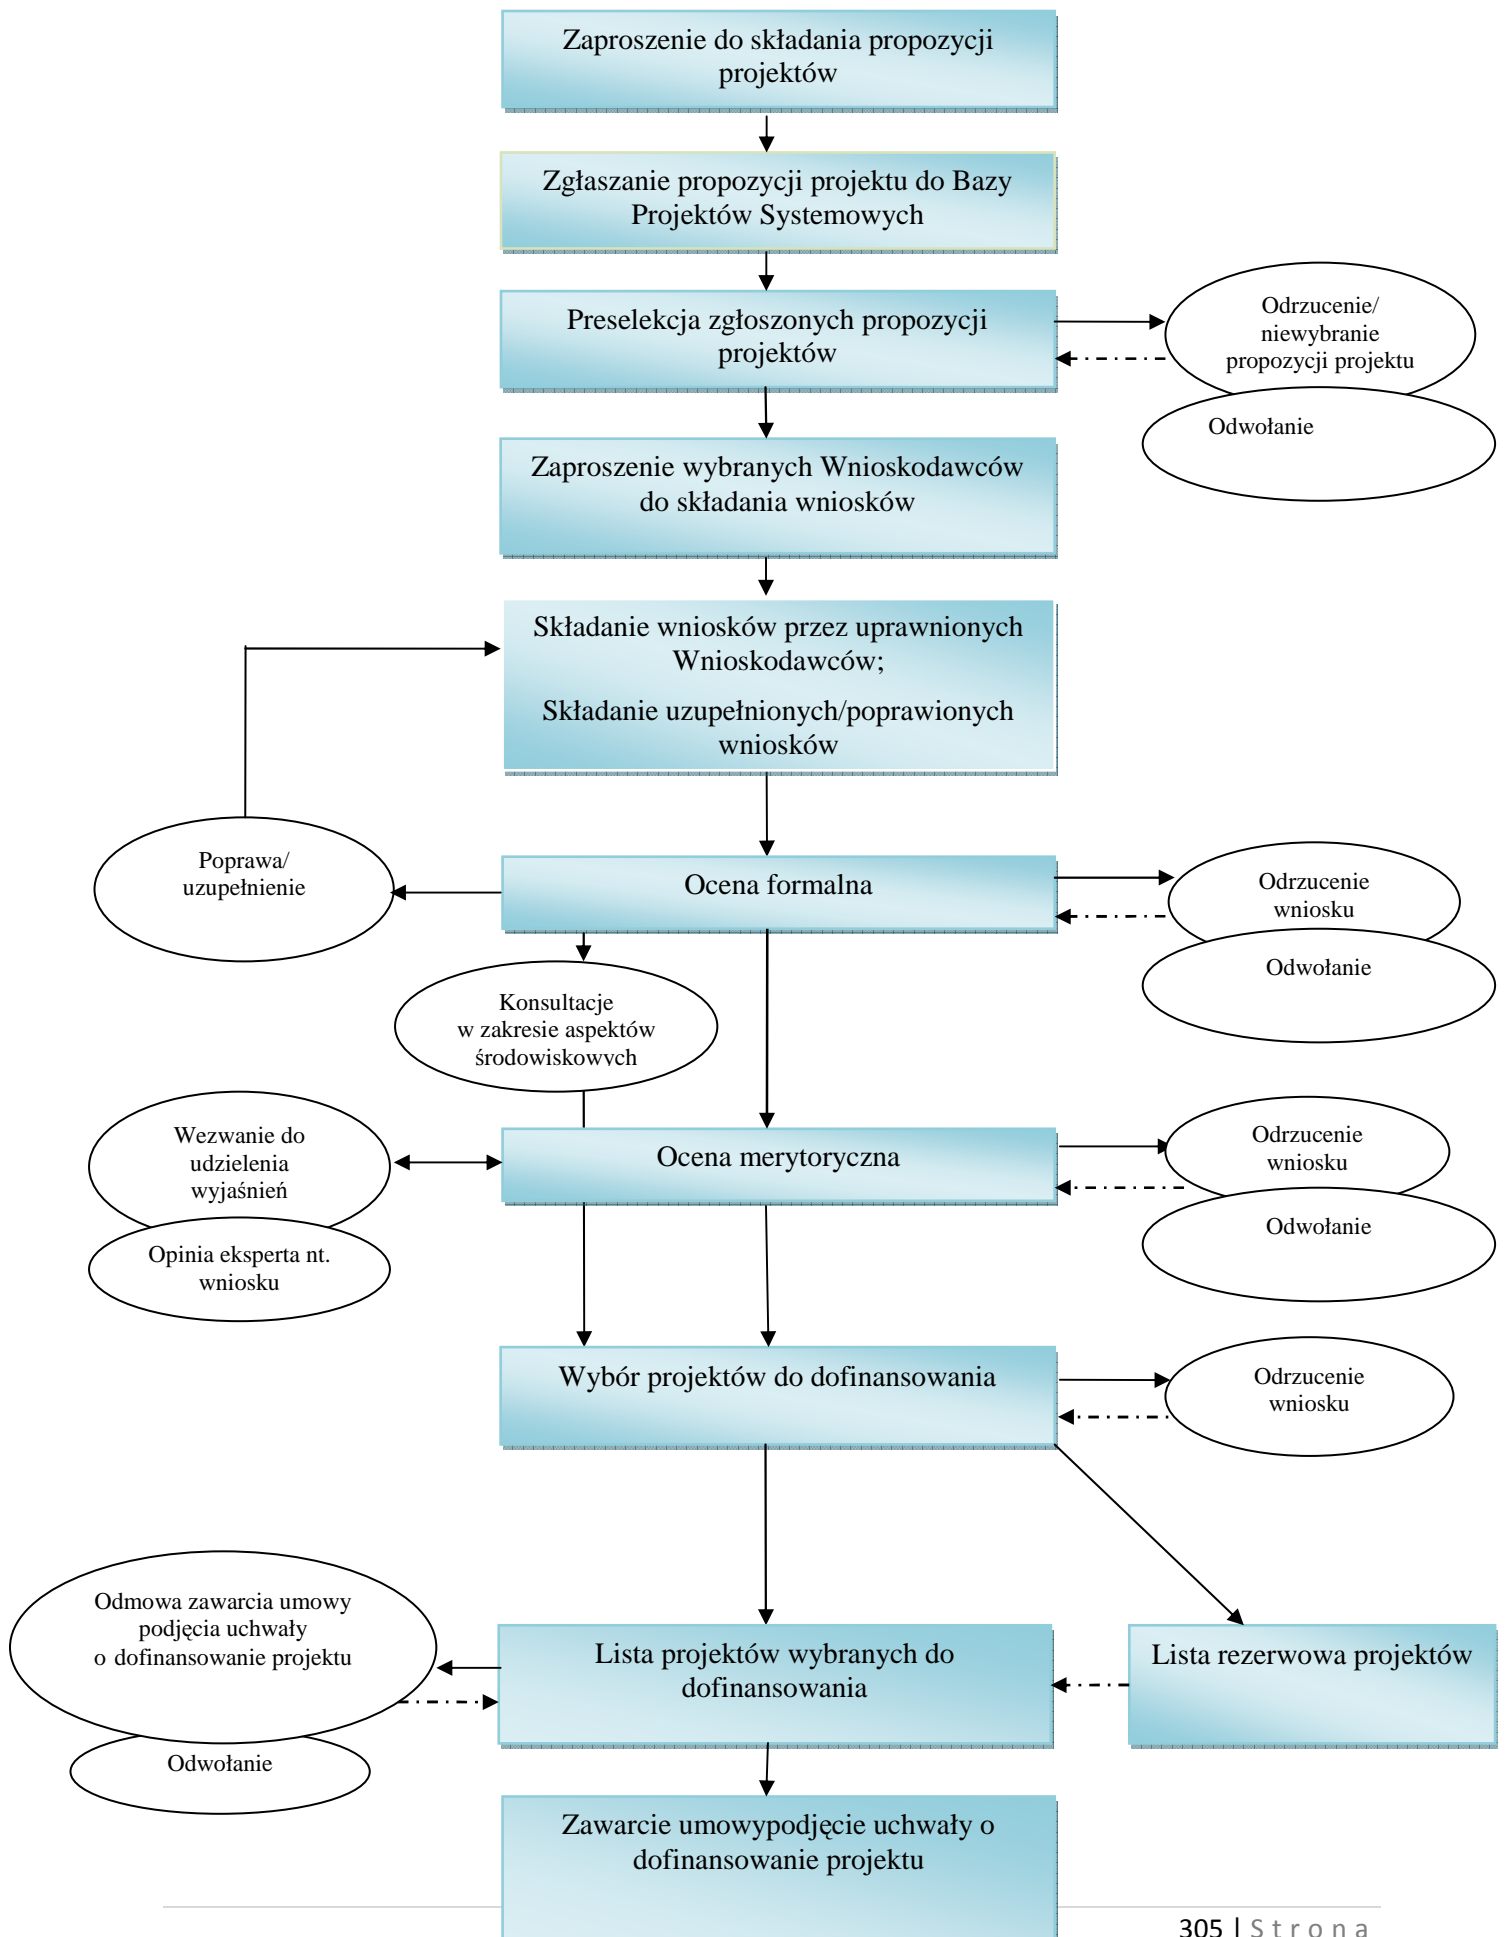 Zaproszenie do składania propozycji
projektów
Zgłaszanie propozycji projektu do Bazy
Projektów Systemowych
Preselekcja zgłoszonych propozycji
projektów
Odrzucenie/
niewybranie
propozycji projektu
Odwołanie
Zaproszenie wybranych Wnioskodawców
do składania wniosków
Składanie wniosków przez uprawnionych
Wnioskodawców;
Składanie uzupełnionych/poprawionych
wniosków
Poprawa/
uzupełnienie
Ocena formalna
Odrzucenie
wniosku
Odwołanie
Konsultacje
w zakresie aspektów
środowiskowych
Wezwanie do
udzielenia
wyjaśnień
Opinia eksperta nt.
wniosku
Ocena merytoryczna
Odrzucenie
wniosku
Odwołanie
Wybór projektów do dofinansowania
Odrzucenie
wniosku
Odmowa zawarcia umowy
podjęcia uchwały
o dofinansowanie projektu
Odwołanie
Lista projektów wybranych do
dofinansowania
Lista rezerwowa projektów
Zawarcie umowypodjęcie uchwały o
dofinansowanie projektu
305 | Strona